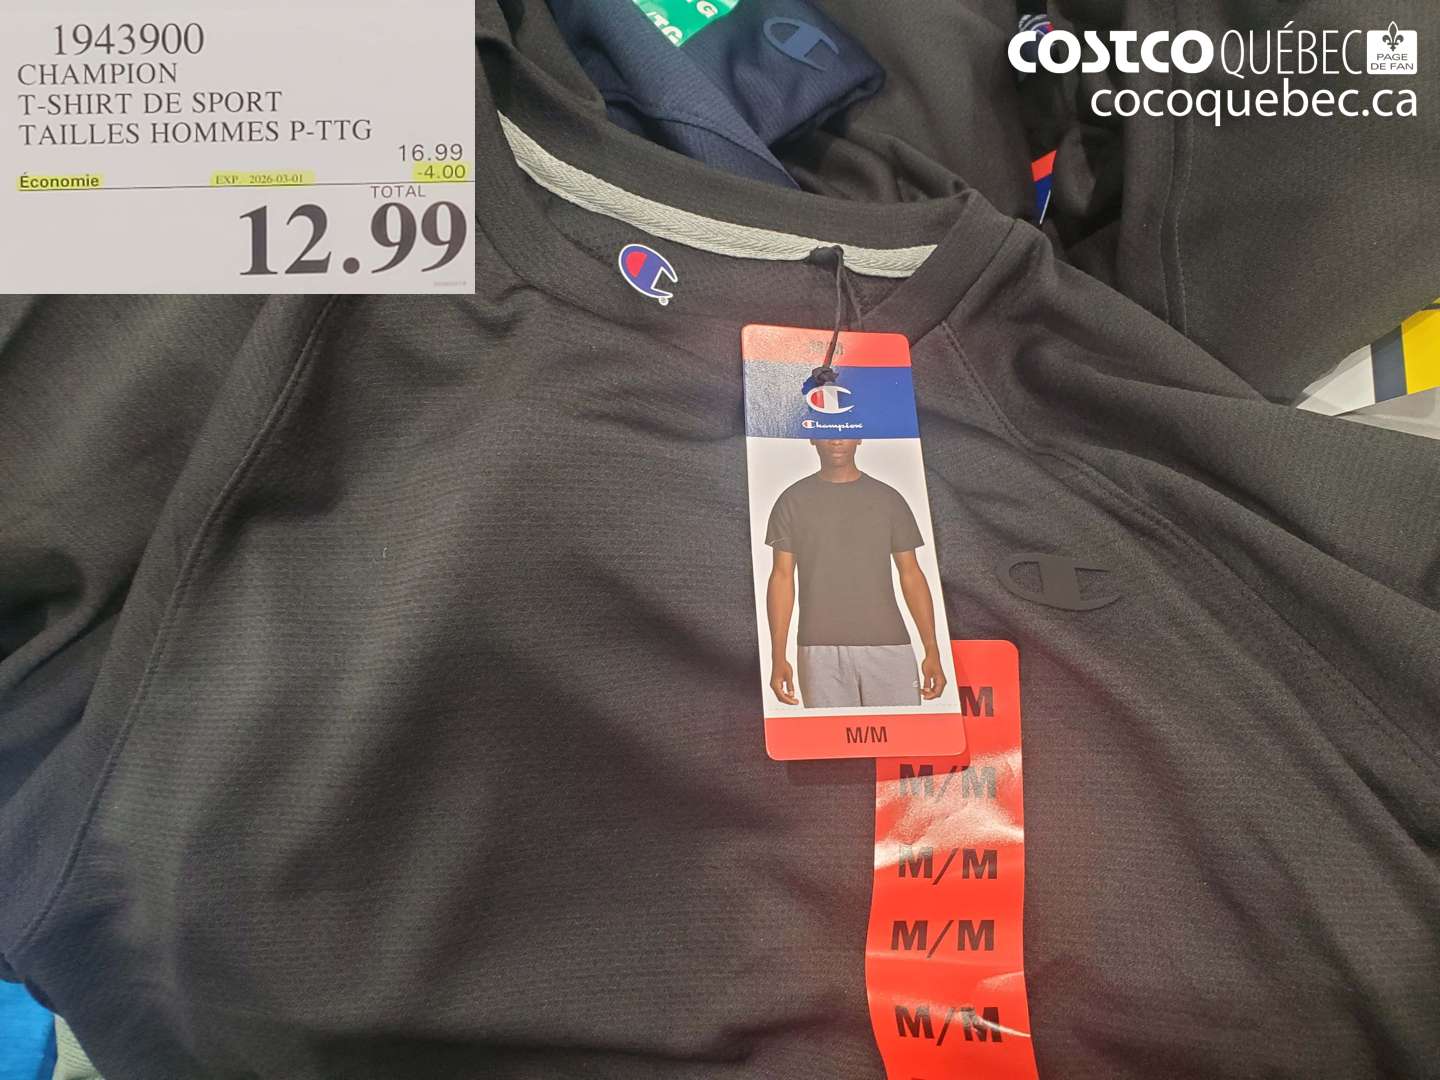 1943900
CHAMPION
T-SHIRT DE SPORT
TAILLES HOMMES P-TTG
16.99
Économie EXP. 2026-03-01 -4.00
TOTAL
12.99
COSTCO QUÉBEC PAGE DE FAN
cocoquebec.ca
Champion
M/M
M
M/M
M/M
M/M
M/M